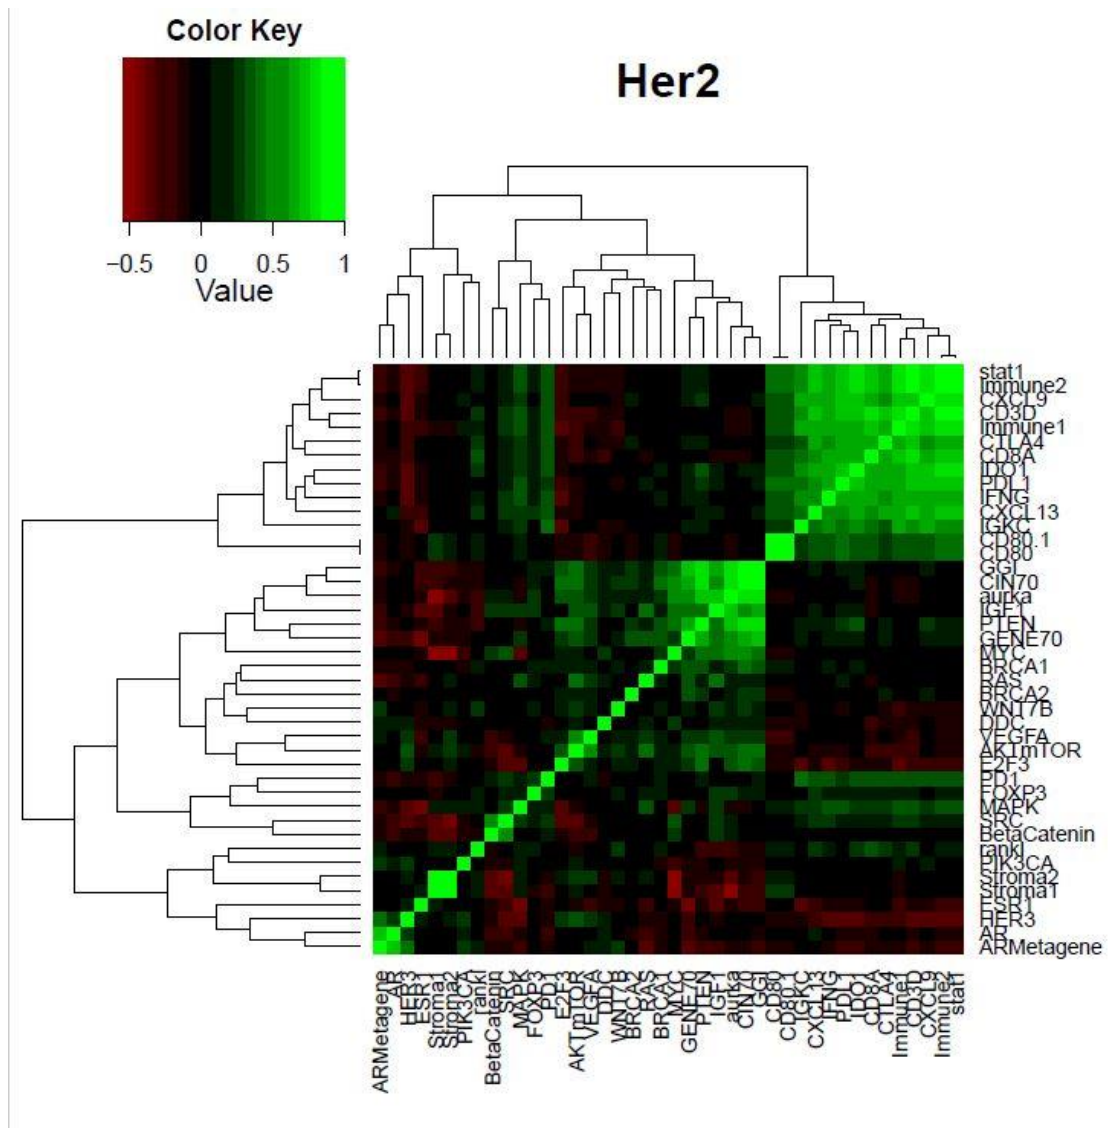 Color Key
Her2
−0.5 0 0.5 1
Value
stat1
Immune2
CXCL9
CD3D
Immune1
CTLA4
CD8A
IDO1
PDL1
IFNG
CXCL13
IGKC
CD80.1
CD80
GGI
CIN70
aurka
IGF1
PTEN
GENE70
MYC
BRCA1
RAS
BRCA2
WNT7B
DDC
VEGFA
AKTmTOR
E2F3
PD1
FOXP3
MAPK
SRC
BetaCatenin
rankl
PIK3CA
Stroma2
Stroma1
ESR1
HER3
AR
ARMetagene
ARMetagene
AR
HER3
ESR1
Stroma1
Stroma2
PIK3CA
rankl
BetaCatenin
SRC
MAPK
FOXP3
PD1
E2F3
AKTmTOR
VEGFA
DDC
WNT7B
BRCA2
RAS
BRCA1
MYC
GENE70
PTEN
IGF1
aurka
CIN70
GGI
CD80
CD80.1
IGKC
CXCL13
IFNG
PDL1
IDO1
CD8A
CTLA4
Immune1
CD3D
CXCL9
Immune2
stat1